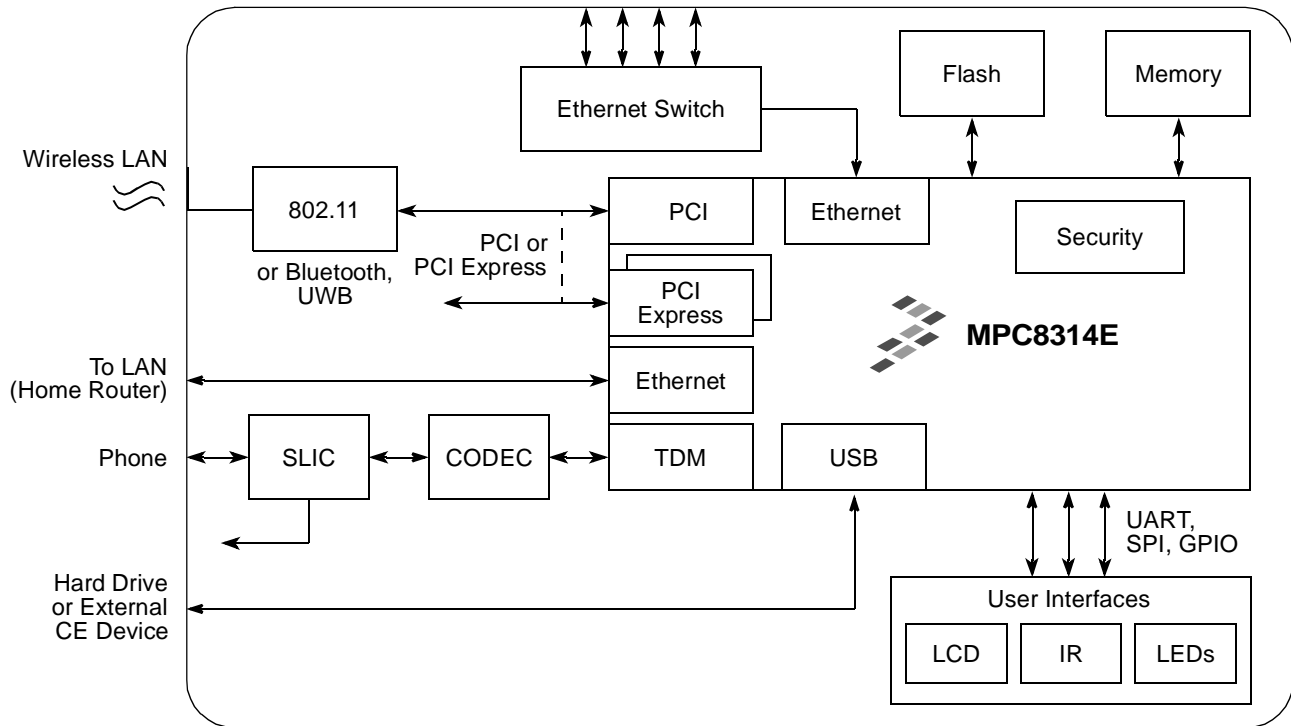 Ethernet Switch
Flash
Memory
Wireless LAN
802.11
or Bluetooth,
UWB
PCI or
PCI Express
PCI
Ethernet
Security
PCI
Express
MPC8314E
To LAN
(Home Router)
Ethernet
Phone
SLIC
CODEC
TDM
USB
UART,
SPI, GPIO
Hard Drive
or External
CE Device
User Interfaces
LCD
IR
LEDs